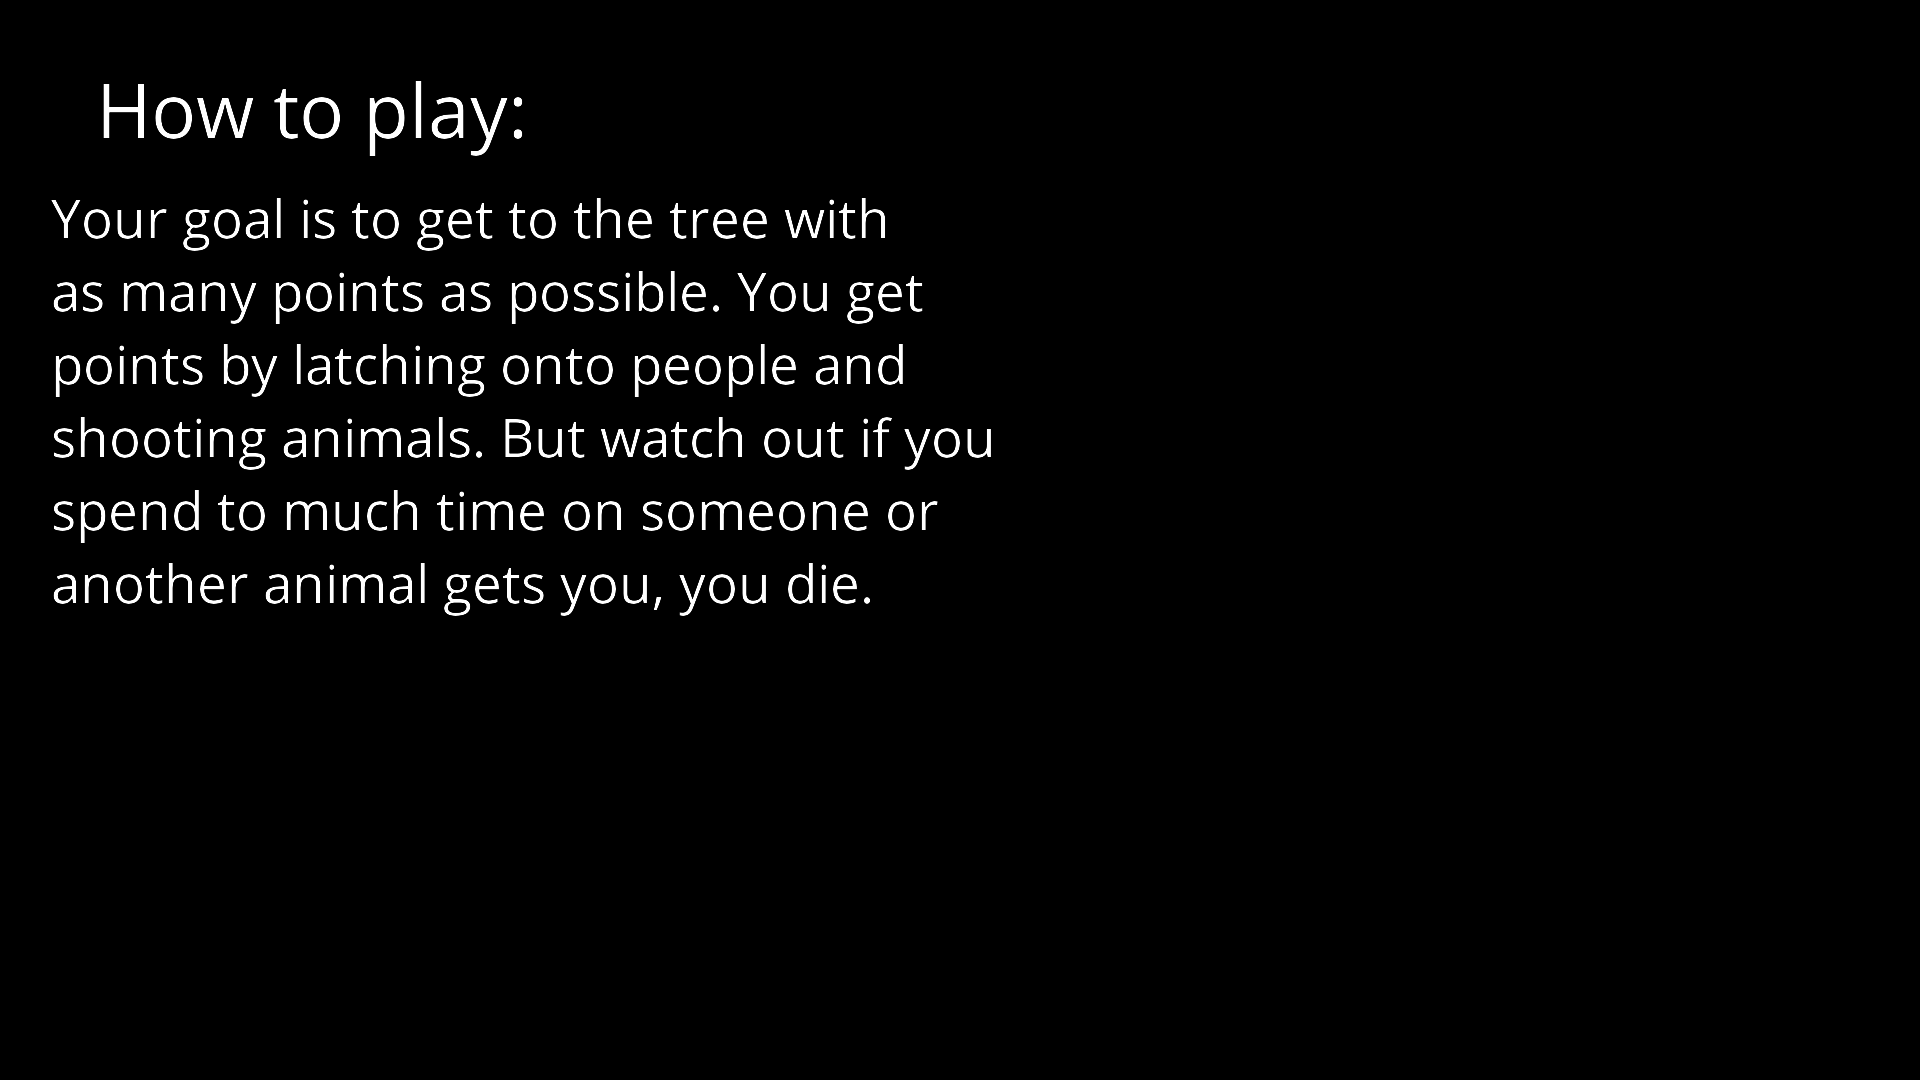 How to play:
Your goal is to get to the tree with
as many points as possible. You get
points by latching onto people and
shooting animals. But watch out if you
spend to much time on someone or
another animal gets you, you die.